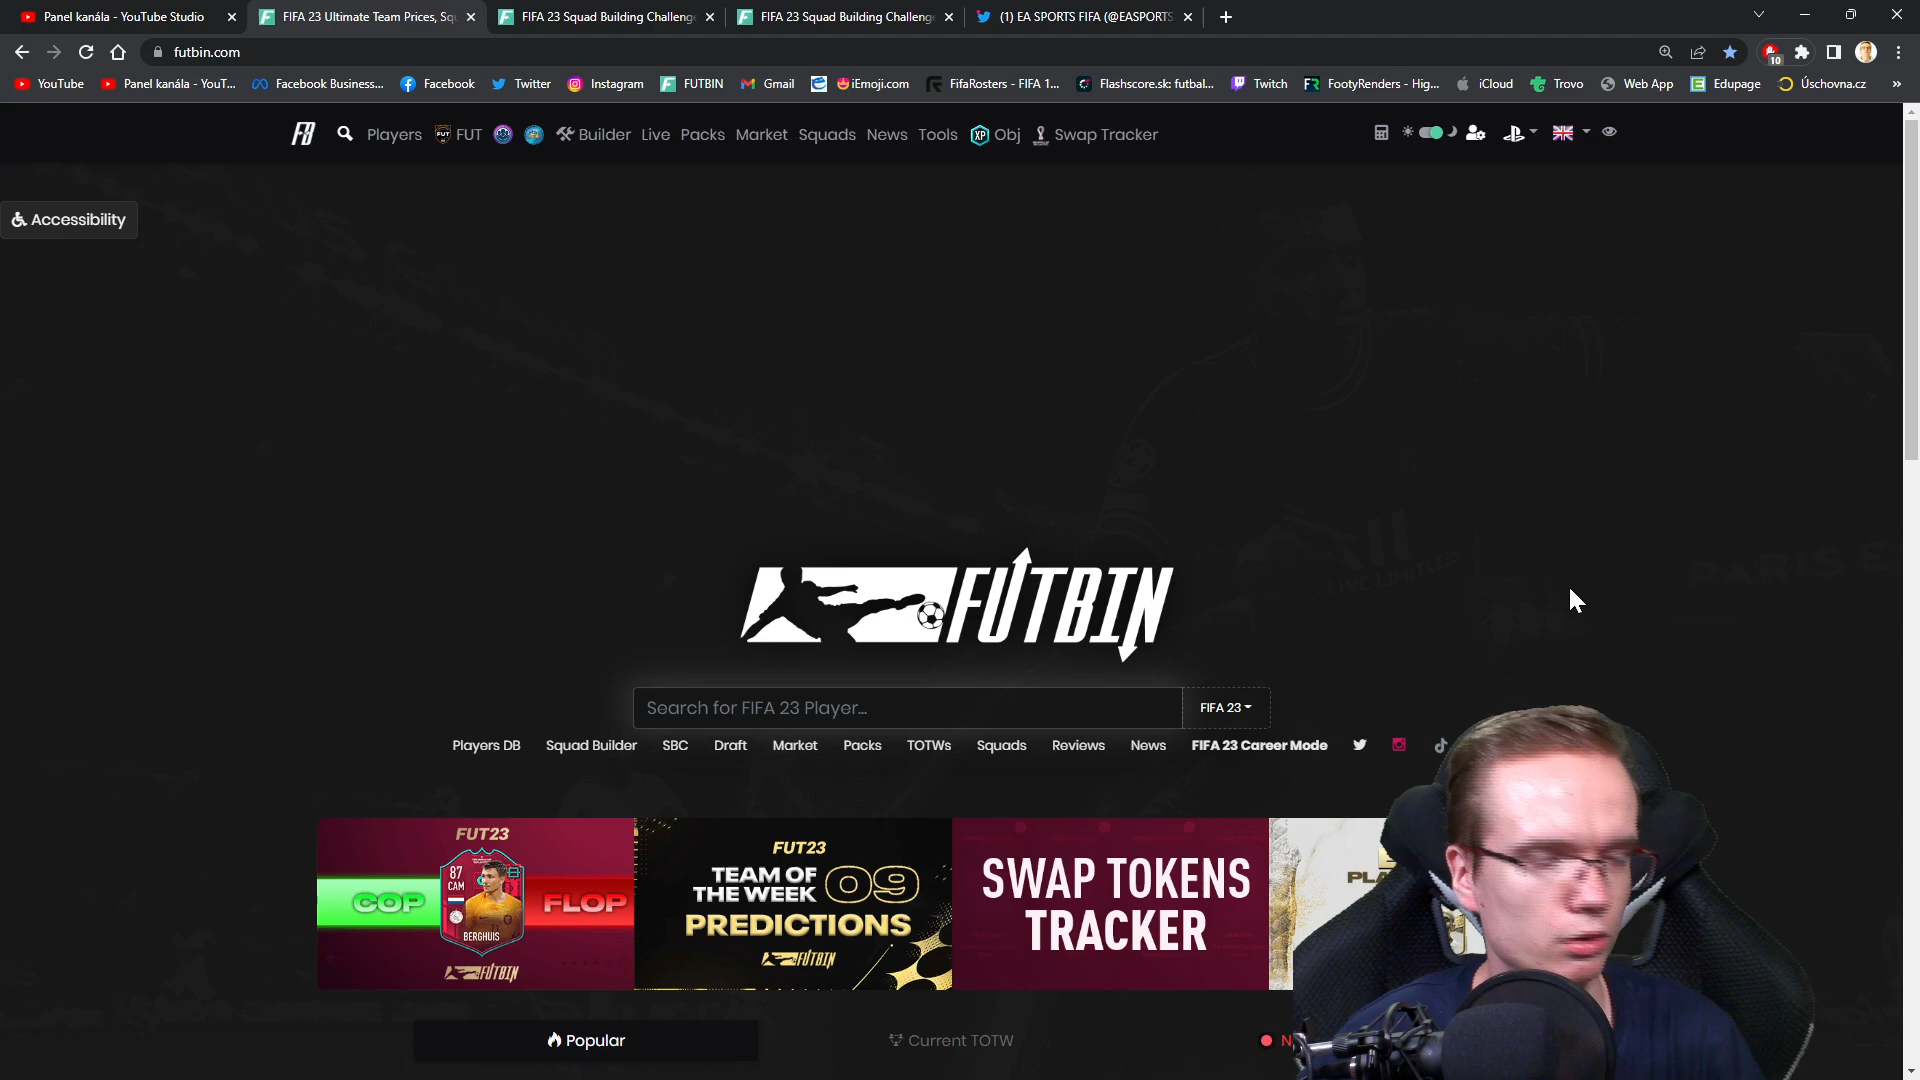 Panel kanála - YouTube Studio
FIFA 23 Ultimate Team Prices, Sq
FIFA 23 Squad Building Challeng
FIFA 23 Squad Building Challeng
(1) EA SPORTS FIFA (@EASPORTS
futbin.com
10
YouTube
Panel kanála - YouT...
Facebook Business...
Facebook
Twitter
Instagram
FUTBIN
Gmail
iEmoji.com
FifaRosters - FIFA 1...
Flashscore.sk: futbal...
Twitch
FootyRenders - Hig...
iCloud
Trovo
Web App
Edupage
Úschovna.cz
Players
FUT
Builder
Live
Packs
Market
Squads
News
Tools
XP
Obj
Swap Tracker
Accessibility
FUTBIN
Search for FIFA 23 Player...
FIFA 23
Players DB
Squad Builder
SBC
Draft
Market
Packs
TOTWs
Squads
Reviews
News
FIFA 23 Career Mode
FUT23
87
CAM
COP
FLOP
BERGHUIS
FUTBIN
FUT23
TEAM OF
THE WEEK 09
PREDICTIONS
FUTBIN
SWAP TOKENS
TRACKER
PLA
Popular
Current TOTW
N